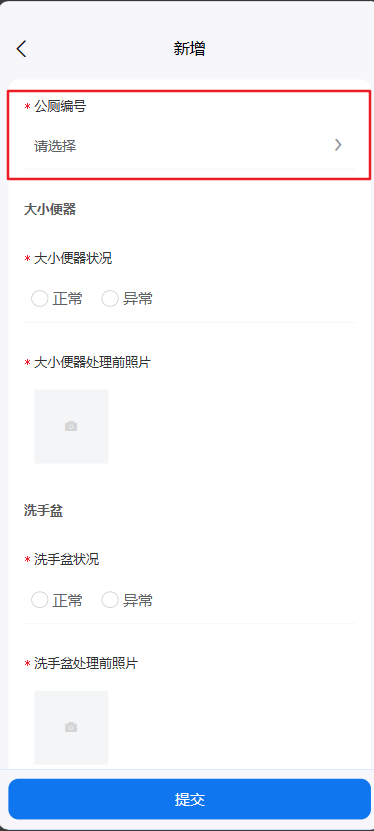 新增
* 公厕编号
请选择
大小便器
* 大小便器状况
正常 异常
* 大小便器处理前照片
洗手盆
* 洗手盆状况
正常 异常
* 洗手盆处理前照片
提交